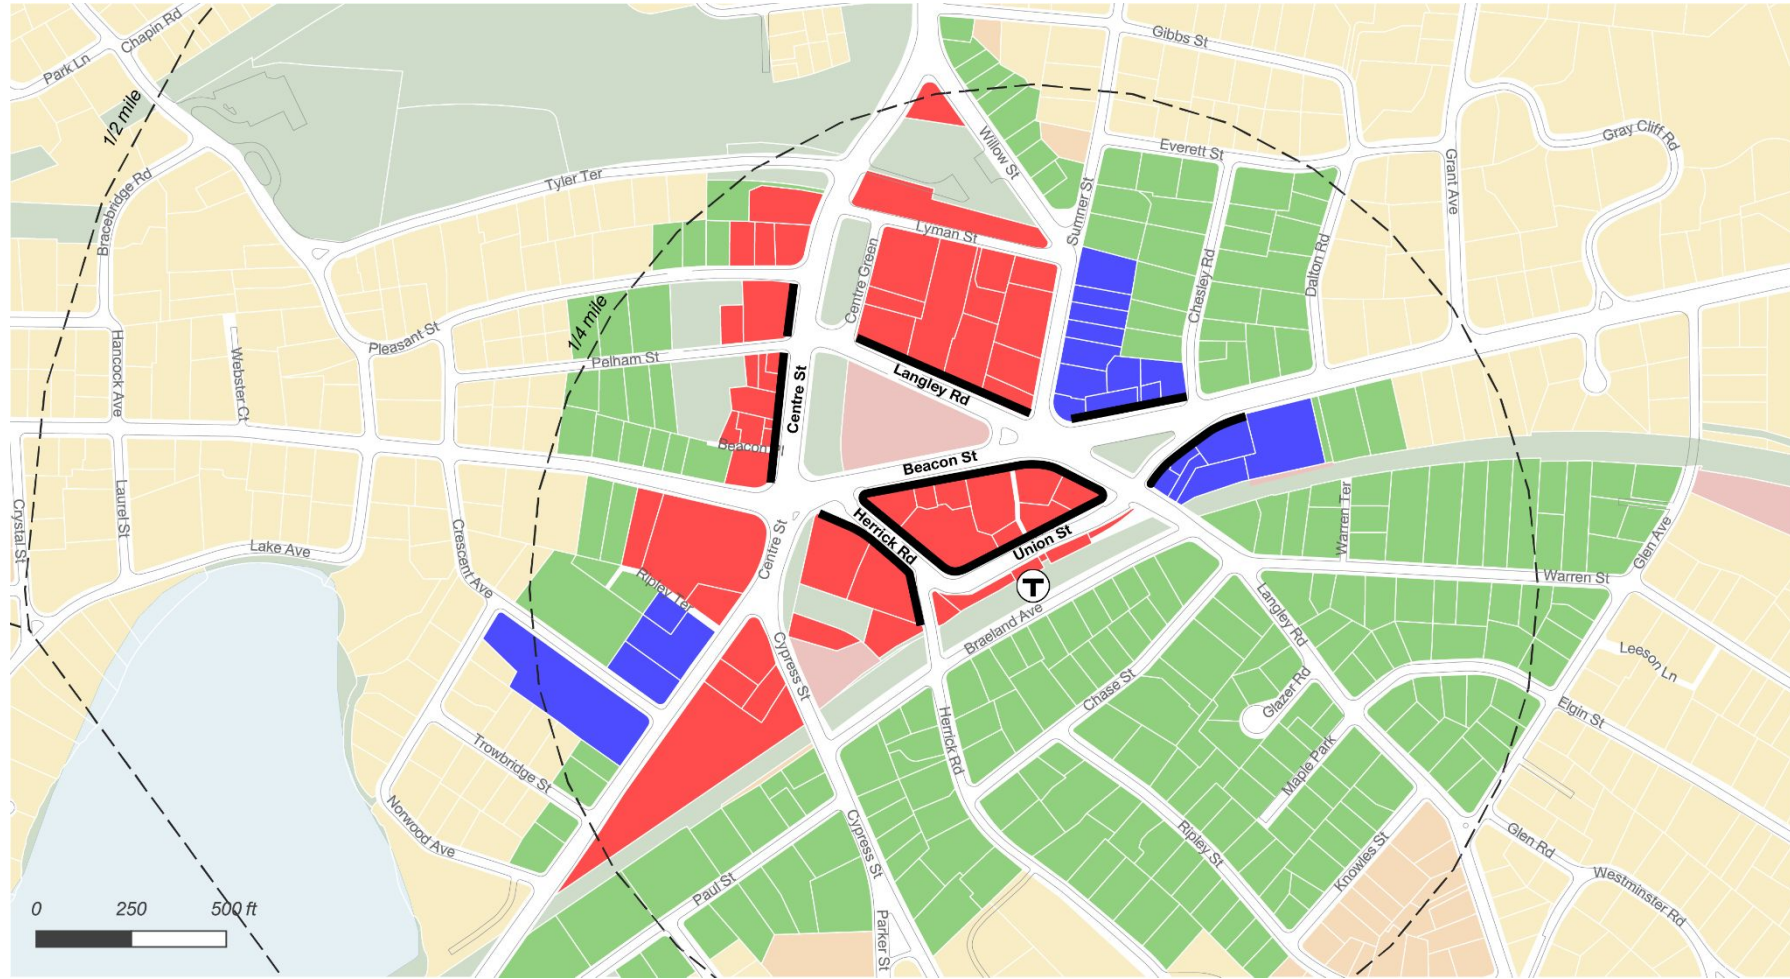 Chapin Rd
Park Ln
1/2 mile
Bracebridge Rd
Tyler Ter
Gibbs St
Gray Cliff Rd
Willow St
Everett St
Grant Ave
Sumner St
Lyman St
Centre Green
Chesley Rd
Dalton Rd
1/4 mile
Pleasant St
Pelham St
Hancock Ave
Webster Ct
Langley Rd
Centre St
Beacon Pl
Beacon St
Laurel St
Crystal St
Lake Ave
Crescent Ave
Herrick Rd
Union St
Centre St
Warren Ter
Glen Ave
Warren St
Ripley Ter
T
Braeland Ave
Langley Rd
Cypress St
Leeson Ln
Chase St
Glazer Rd
Elgin St
Herrick Rd
Trowbridge St
Maple Park
Norwood Ave
Cypress St
Ripley St
Knowles St
Glen Rd
Paul St
Westminster Rd
Parker St
0 250 500 ft